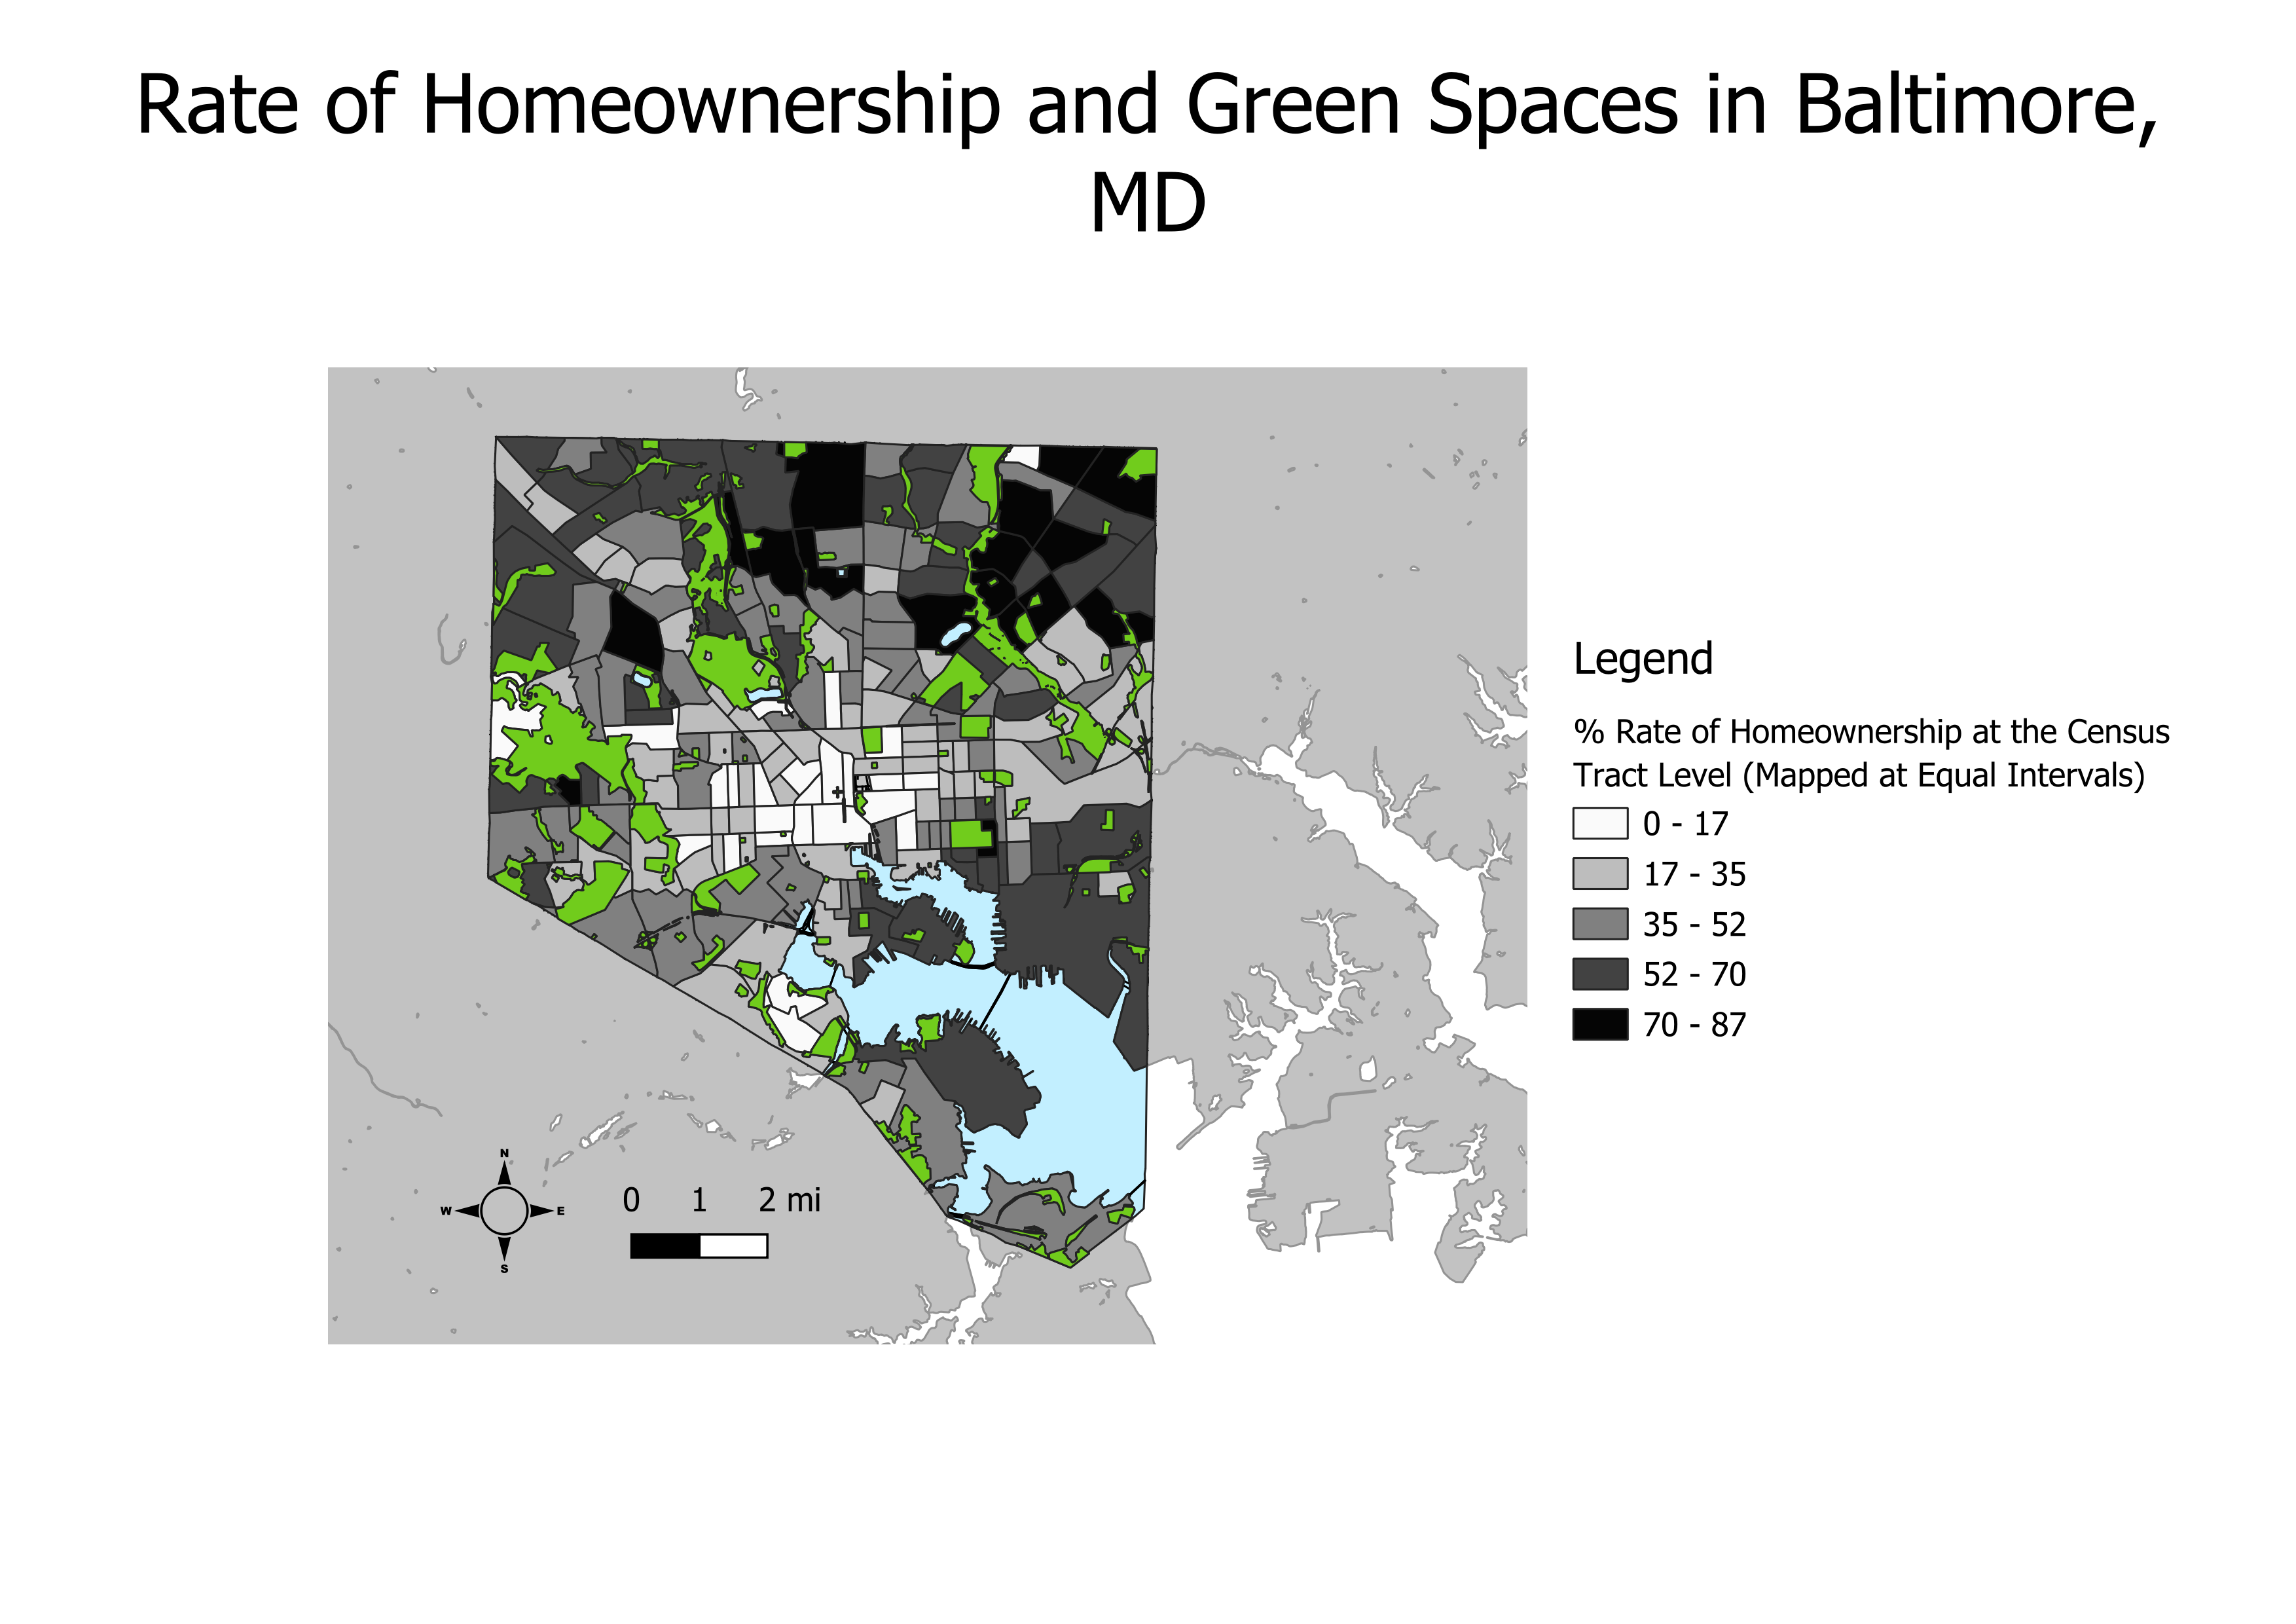 Rate of Homeownership and Green Spaces in Baltimore,
MD
Legend
% Rate of Homeownership at the Census
Tract Level (Mapped at Equal Intervals)
0 - 17
17 - 35
35 - 52
52 - 70
70 - 87
N
W E
S
0 1 2 mi